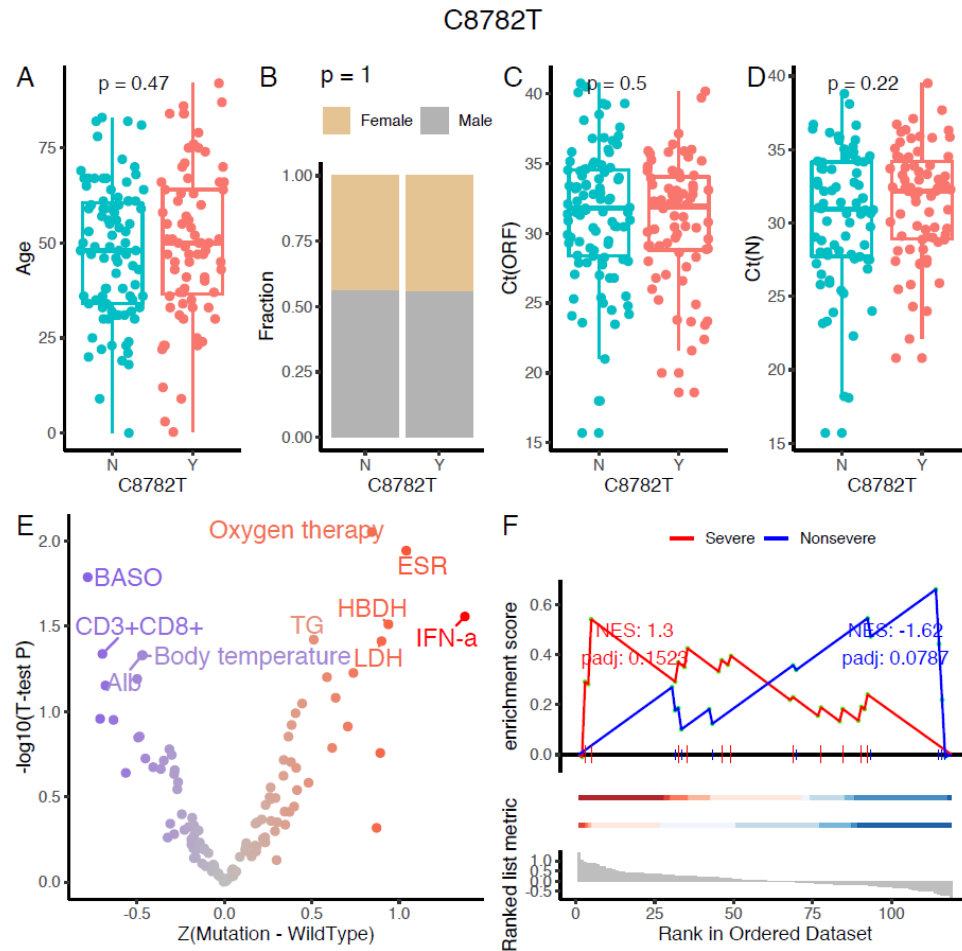 C8782T
A
p = 0.47
Age
75
50
25
0
N
Y
C8782T
B
p = 1
Female
Male
Fraction
1.00
0.75
0.50
0.25
0.00
N
Y
C8782T
C
p = 0.5
Ct(ORF)
40
35
30
25
20
15
N
Y
C8782T
D
p = 0.22
Ct(N)
40
35
30
25
20
15
N
Y
C8782T
E
-log10(T-test P)
2.0
1.5
1.0
0.5
0.0
Oxygen therapy
ESR
BASO
HBDH
IFN-a
TG
CD3+CD8+
LDH
Body temperature
Alb
-0.5
0.0
0.5
1.0
Z(Mutation - WildType)
F
Severe
Nonsevere
enrichment score
0.6
0.4
0.2
0.0
NES: 1.3
padj: 0.1523
NES: -1.62
padj: 0.0787
Ranked list metric
1.0
0.5
0.0
-0.5
0
25
50
75
100
Rank in Ordered Dataset